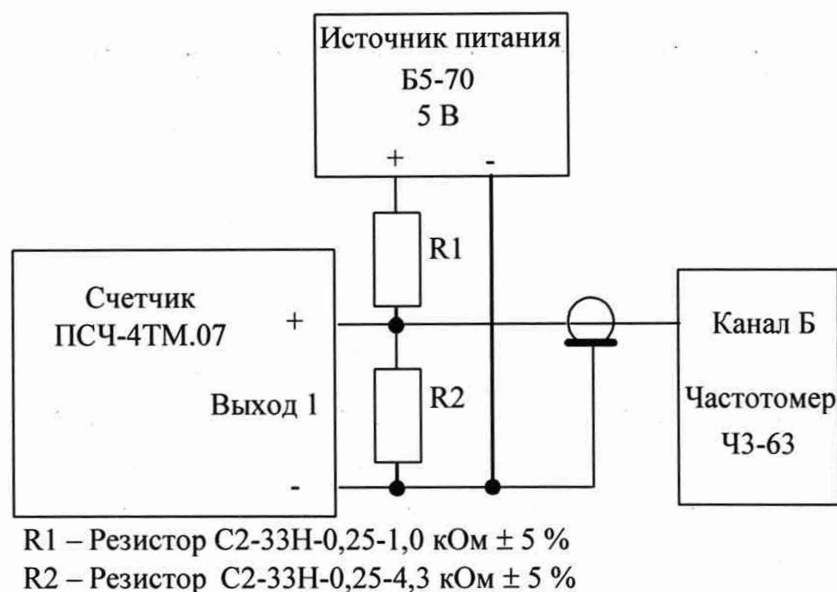 Источник питания
Б5-70
5 В
+ -
R1
Счетчик
ПСЧ-4ТМ.07
+
Выход 1
-
R2
Канал Б
Частотомер
Ч3-63
R1 – Резистор С2-33Н-0,25-1,0 кОм ± 5 %
R2 – Резистор С2-33Н-0,25-4,3 кОм ± 5 %